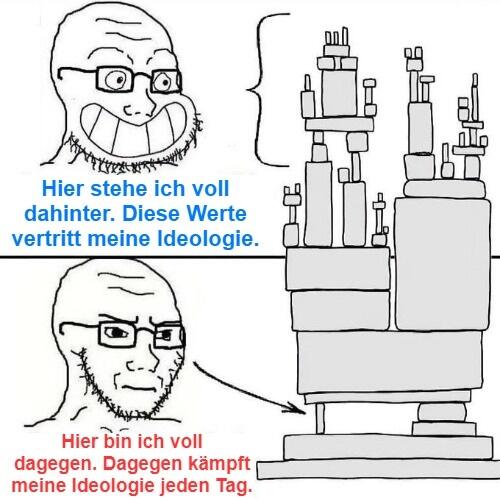 Hier stehe ich voll
dahinter. Diese Werte
vertritt meine Ideologie.
Hier bin ich voll
dagegen. Dagegen kämpft
meine Ideologie jeden Tag.